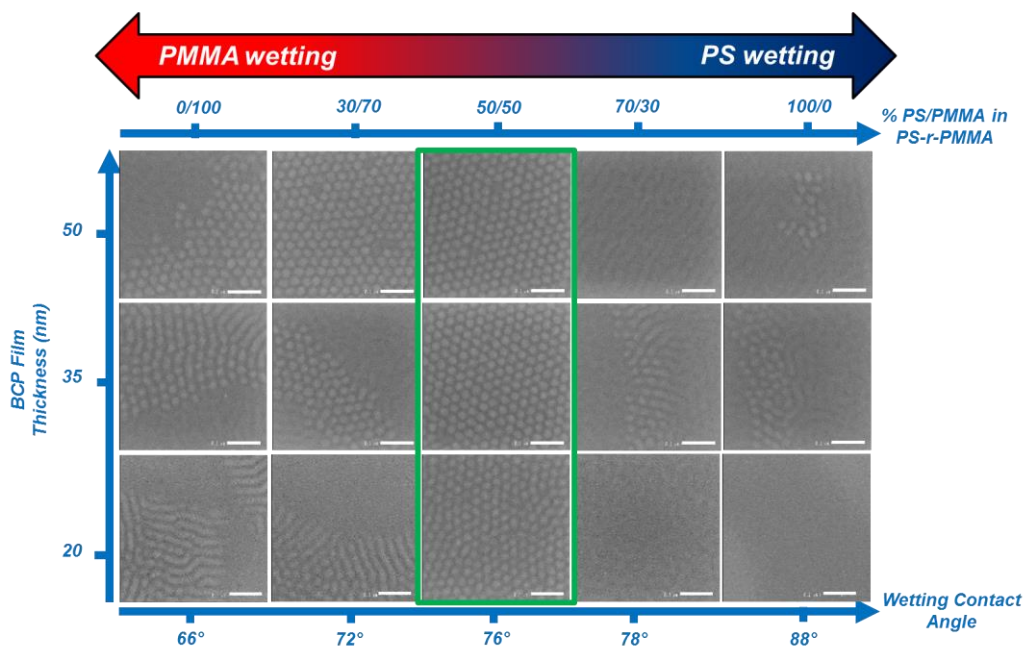 PMMA wetting
PS wetting
0/100
30/70
50/50
70/30
100/0
% PS/PMMA in
PS-r-PMMA
BCP Film
Thickness (nm)
50
35
20
66°
72°
76°
78°
88°
Wetting Contact
Angle